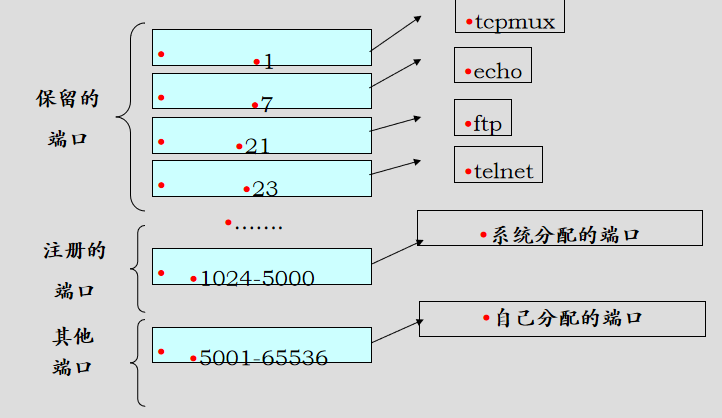 •tcpmux
• •1
•echo
保留的
• •7
端口
•ftp
• •21
•telnet
• •23
•.......
注册的
•系统分配的端口
端口
• •1024-5000
其他
•自己分配的端口
端口
• •5001-65536